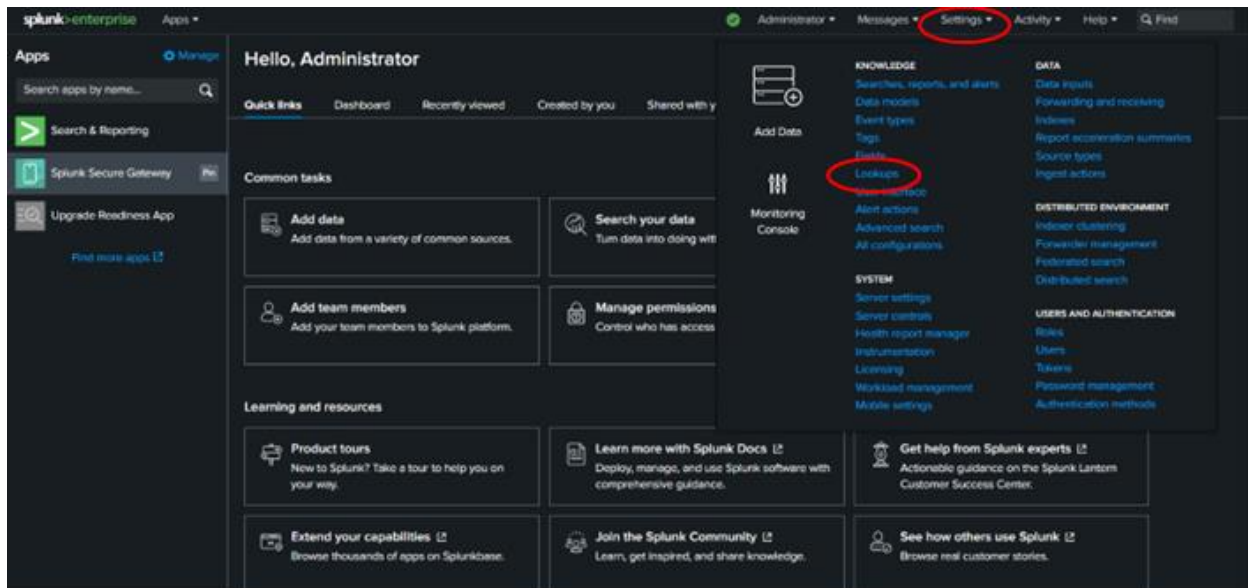 splunk>enterprise Apps
Administrator Messages Settings Activity Help Find
Apps Manage
Search apps by name...
Search & Reporting
Splunk Secure Gateway
Upgrade Readiness App
Find more apps
Hello, Administrator
Quick links Dashboard Recently viewed Created by you Shared with y
Common tasks
Add data
Add data from a variety of common sources.
Search your data
Turn data into doing wit
Add team members
Add your team members to Splunk platform.
Manage permissions
Control who has access
Learning and resources
Product tours
New to Splunk? Take a tour to help you on
your way.
Learn more with Splunk Docs
Deploy, manage, and use Splunk software with
comprehensive guidance.
Get help from Splunk experts
Actionable guidance on the Splunk Lantern
Customer Success Center.
Extend your capabilities
Browse thousands of apps on Splunkbase.
Join the Splunk Community
Learn, get inspired, and share knowledge.
See how others use Splunk
Browse real customer stories.
Add Data
Monitoring
Console
KNOWLEDGE
Searches, reports, and alerts
Data models
Event types
Tags
Fields
Lookups
User interface
Alert actions
Advanced search
All configurations
SYSTEM
Server settings
Server controls
Health report manager
Instrumentation
Licensing
Workload management
Mobile settings
DATA
Data inputs
Forwarding and receiving
Indexes
Report acceleration summaries
Source types
Ingest actions
DISTRIBUTED ENVIRONMENT
Indexer clustering
Forwarder management
Federated search
Distributed search
USERS AND AUTHENTICATION
Roles
Users
Tokens
Password management
Authentication methods